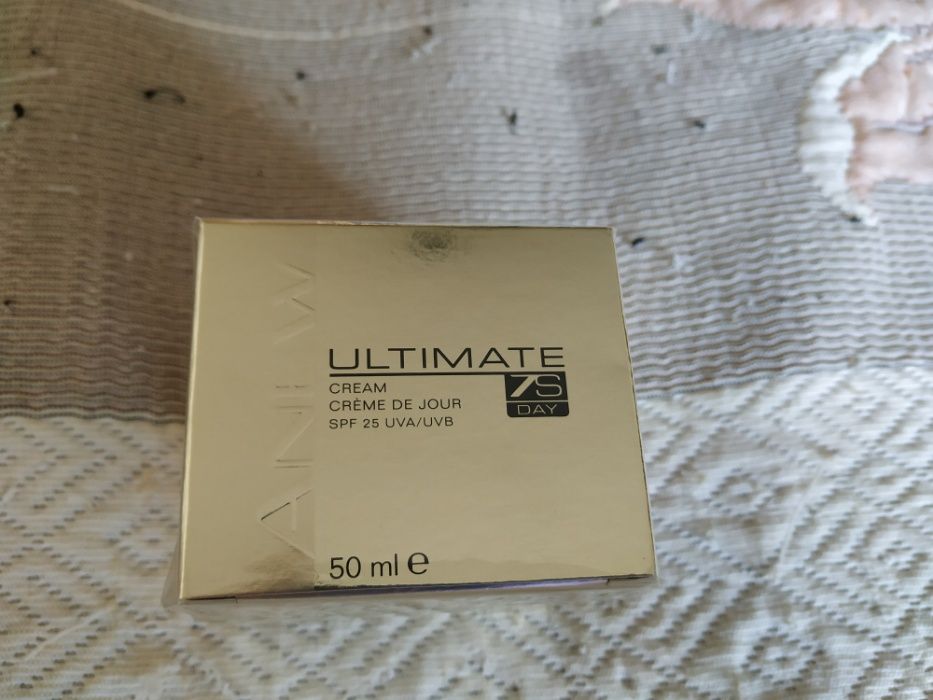 ANEW
ULTIMATE
7S
DAY
CREAM
CRÈME DE JOUR
SPF 25 UVA/UVB
50 ml e